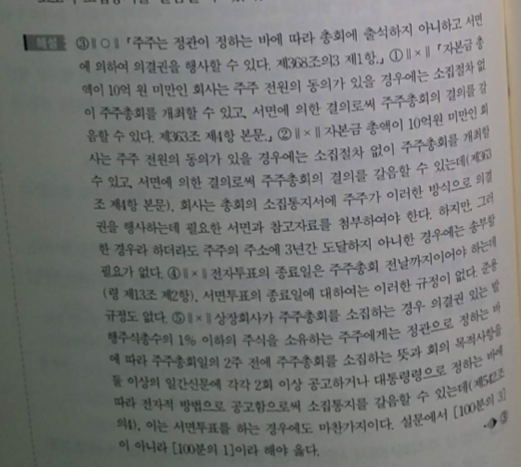 해설 ③‖○‖「주주는 정관이 정하는 바에 따라 총회에 출석하지 아니하고 서면
에 의하여 의결권을 행사할 수 있다. 제368조의3 제1항.」 ①‖×‖「자본금 총
액이 10억 원 미만인 회사는 주주 전원의 동의가 있을 경우에는 소집절차 없
이 주주총회를 개최할 수 있고, 서면에 의한 결의로써 주주총회의 결의를 갈
음할 수 있다. 제363조 제4항 본문.」 ②‖×‖자본금 총액이 10억원 미만인 회
사는 주주 전원의 동의가 있을 경우에는 소집절차 없이 주주총회를 개최할
수 있고, 서면에 의한 결의로써 주주총회의 결의를 갈음할 수 있는데(제363
조 제4항 본문), 회사는 총회의 소집통지서에 주주가 이러한 방식으로 의결
권을 행사하는데 필요한 서면과 참고자료를 첨부하여야 한다. 하지만, 그러
한 경우라 하더라도 주주의 주소에 3년간 도달하지 아니한 경우에는 송부할
필요가 없다. ④‖×‖전자투표의 종료일은 주주총회 전날까지이어야 하는데
(령 제13조 제2항), 서면투표의 종료일에 대하여는 이러한 규정이 없다. 준용
규정도 없다. ⑤‖×‖상장회사가 주주총회를 소집하는 경우 의결권 있는 발
행주식총수의 1% 이하의 주식을 소유하는 주주에게는 정관으로 정하는 바
에 따라 주주총회일의 2주 전에 주주총회를 소집하는 뜻과 회의 목적사항을
둘 이상의 일간신문에 각각 2회 이상 공고하거나 대통령령으로 정하는 바에
따라 전자적 방법으로 공고함으로써 소집통지를 갈음할 수 있는데(제542조
의4), 이는 서면투표를 하는 경우에도 마찬가지이다. 설문에서 [100분의 3]
이 아니라 [100분의 1]이라 해야 옳다. ③